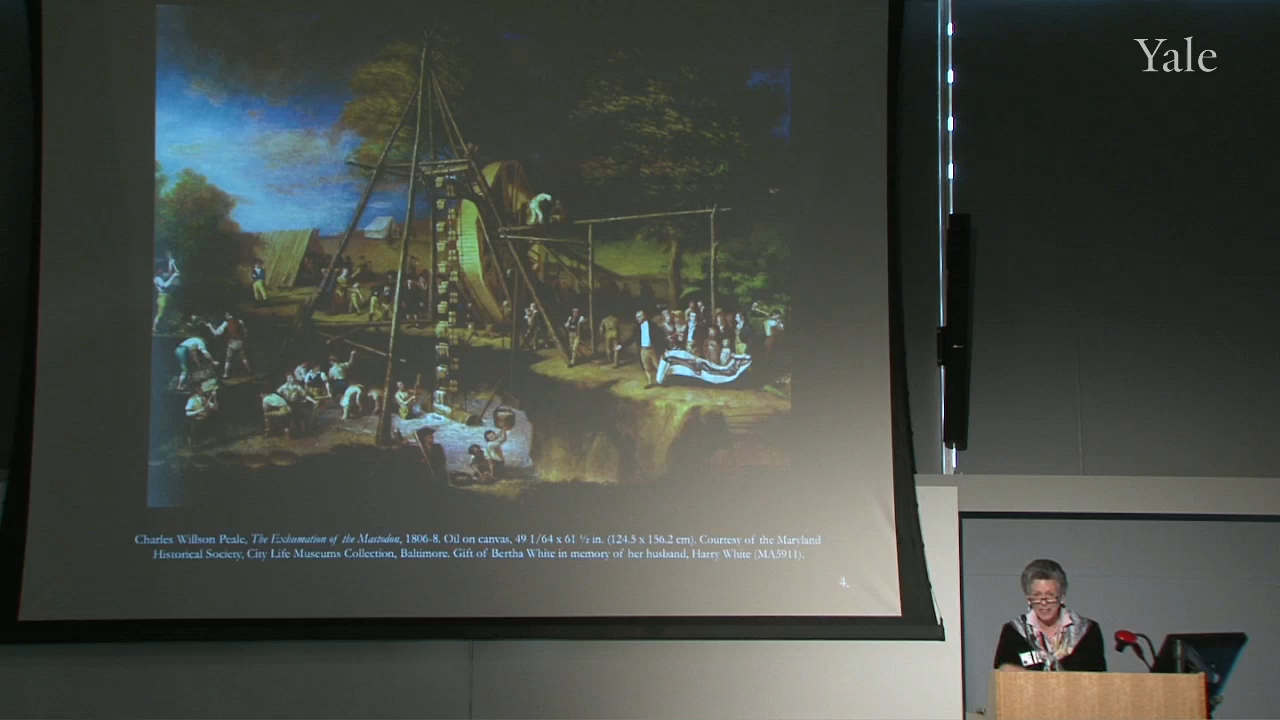 Yale
Charles Willson Peale, The Exhumation of the Mastodon, 1806-8. Oil on canvas, 49 1/64 x 61 ½ in. (124.5 x 156.2 cm). Courtesy of the Maryland
Historical Society, City Life Museums Collection, Baltimore. Gift of Bertha White in memory of her husband, Harry White (MA5911).
4.